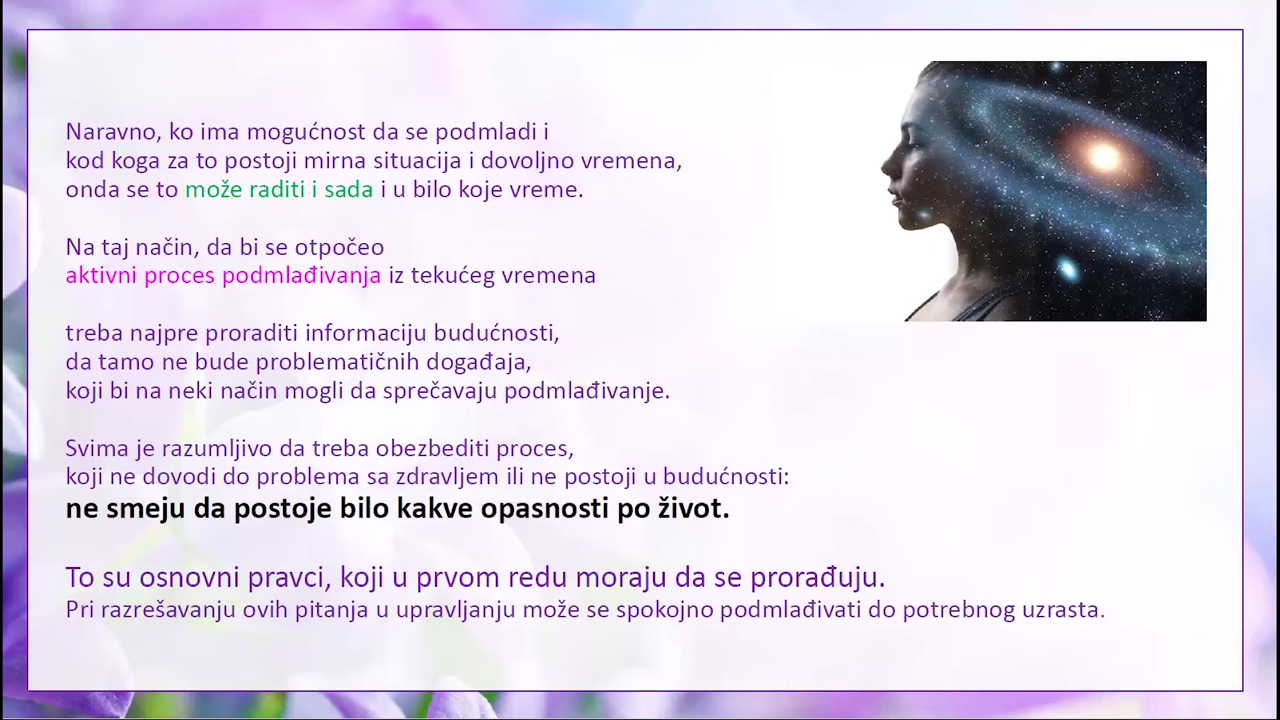 Naravno, ko ima mogućnost da se podmladi i
kod koga za to postoji mirna situacija i dovoljno vremena,
onda se to može raditi i sada i u bilo koje vreme.
Na taj način, da bi se otpočeo
aktivni proces podmlađivanja iz tekućeg vremena
treba najpre proraditi informaciju budućnosti,
da tamo ne bude problematičnih događaja,
koji bi na neki način mogli da sprečavaju podmlađivanje.
Svima je razumljivo da treba obezbediti proces,
koji ne dovodi do problema sa zdravljem ili ne postoji u budućnosti:
ne smeju da postoje bilo kakve opasnosti po život.
To su osnovni pravci, koji u prvom redu moraju da se prorađuju.
Pri razrešavanju ovih pitanja u upravljanju može se spokojno podmlađivati do potrebnog uzrasta.